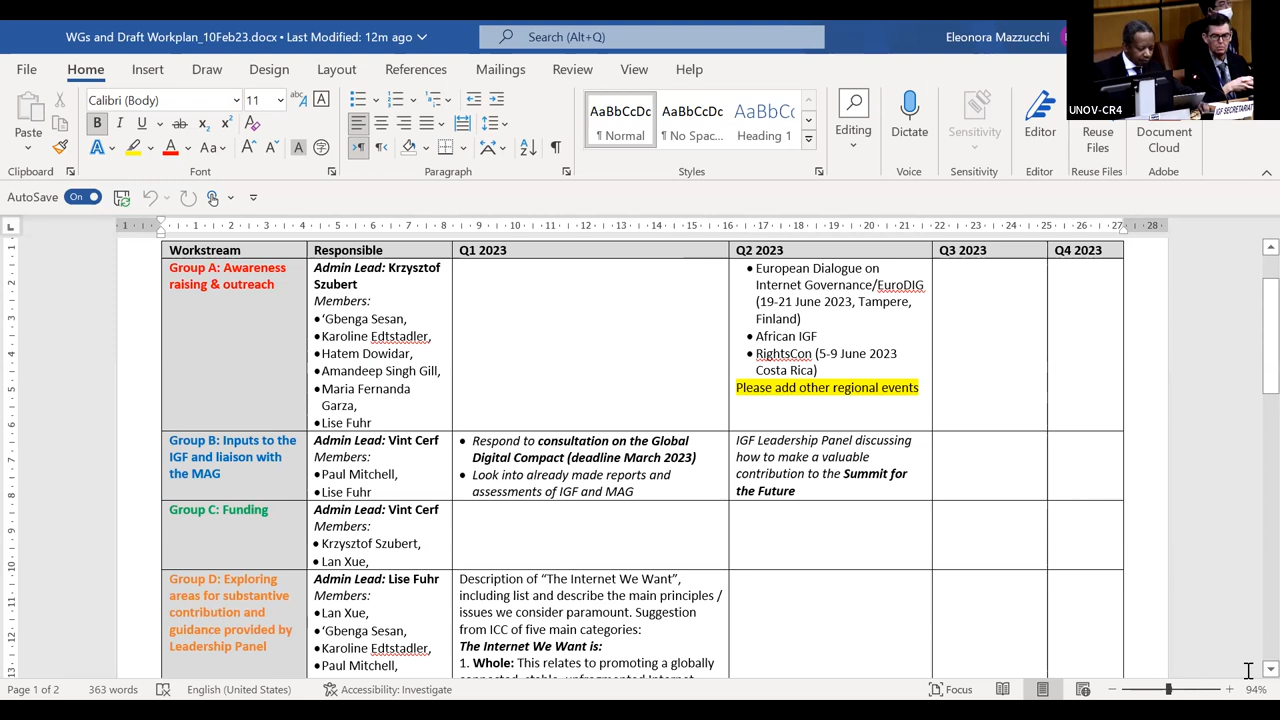 WGs and Draft Workplan_10Feb23.docx • Last Modified: 12m ago
Search (Alt+Q)
Eleonora Mazzucchi
UNOV-CR4
IGF SECRETARIAT
File Home Insert Draw Design Layout References Mailings Review View Help
Calibri (Body) 11
Paste
AaBbCcDc AaBbCcDc AaBbCc
¶ Normal ¶ No Spac... Heading 1
Editing
Dictate
Sensitivity
Editor
Reuse
Files
Document
Cloud
Clipboard Font Paragraph Styles Voice Sensitivity Editor Reuse Files Adobe
AutoSave On
Workstream Responsible Q1 2023 Q2 2023 Q3 2023 Q4 2023
Group A: Awareness
raising & outreach
Admin Lead: Krzysztof
Szubert
Members:
• ‘Gbenga Sesan,
• Karoline Edtstadler,
• Hatem Dowidar,
• Amandeep Singh Gill,
• Maria Fernanda
Garza,
• Lise Fuhr
• European Dialogue on
Internet Governance/EuroDIG
(19-21 June 2023, Tampere,
Finland)
• African IGF
• RightsCon (5-9 June 2023
Costa Rica)
Please add other regional events
Group B: Inputs to the
IGF and liaison with
the MAG
Admin Lead: Vint Cerf
Members:
• Paul Mitchell,
• Lise Fuhr
• Respond to consultation on the Global
Digital Compact (deadline March 2023)
• Look into already made reports and
assessments of IGF and MAG
IGF Leadership Panel discussing
how to make a valuable
contribution to the Summit for
the Future
Group C: Funding
Admin Lead: Vint Cerf
Members:
• Krzysztof Szubert,
• Lan Xue,
Group D: Exploring
areas for substantive
contribution and
guidance provided by
Leadership Panel
Admin Lead: Lise Fuhr
Members:
• Lan Xue,
• ‘Gbenga Sesan,
• Karoline Edtstadler,
• Paul Mitchell,
Description of “The Internet We Want”,
including list and describe the main principles /
issues we consider paramount. Suggestion
from ICC of five main categories:
The Internet We Want is:
1. Whole: This relates to promoting a globally
connected, stable, unfragmented Internet
Page 1 of 2 363 words English (United States) Accessibility: Investigate Focus 94%